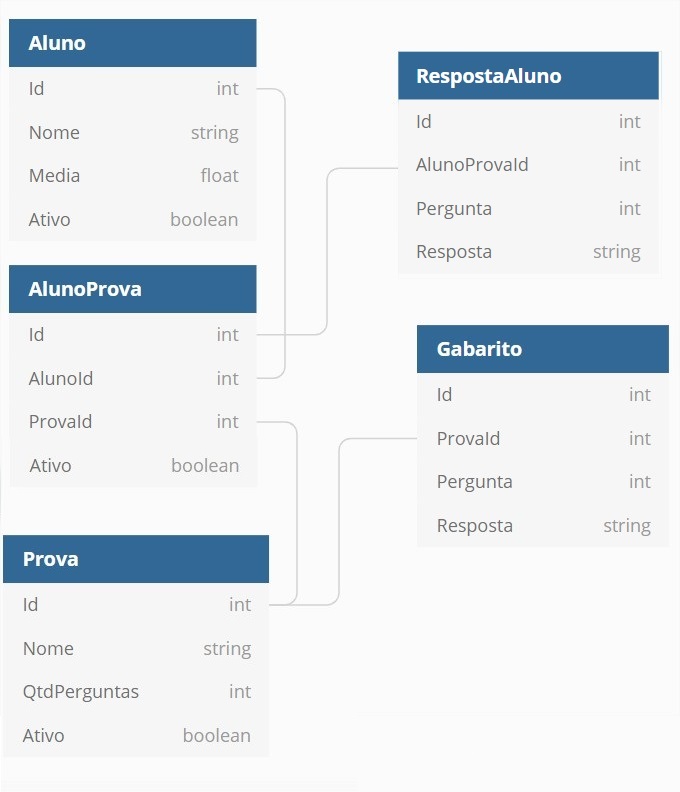 Aluno
Id int
Nome string
Media float
Ativo boolean
AlunoProva
Id int
AlunoId int
ProvaId int
Ativo boolean
Prova
Id int
Nome string
QtdPerguntas int
Ativo boolean
RespostaAluno
Id int
AlunoProvaId int
Pergunta int
Resposta string
Gabarito
Id int
ProvaId int
Pergunta int
Resposta string